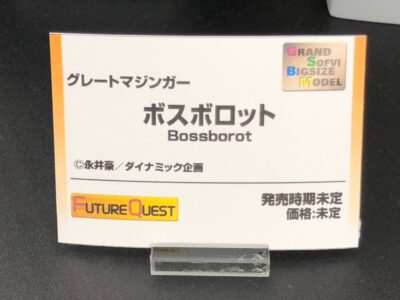 GRAND
SOFVI
BIGSIZE
MODEL
グレートマジンガー
ボスボロット
Bossborot
©永井豪／ダイナミック企画
FUTURE QUEST
発売時期未定
価格:未定